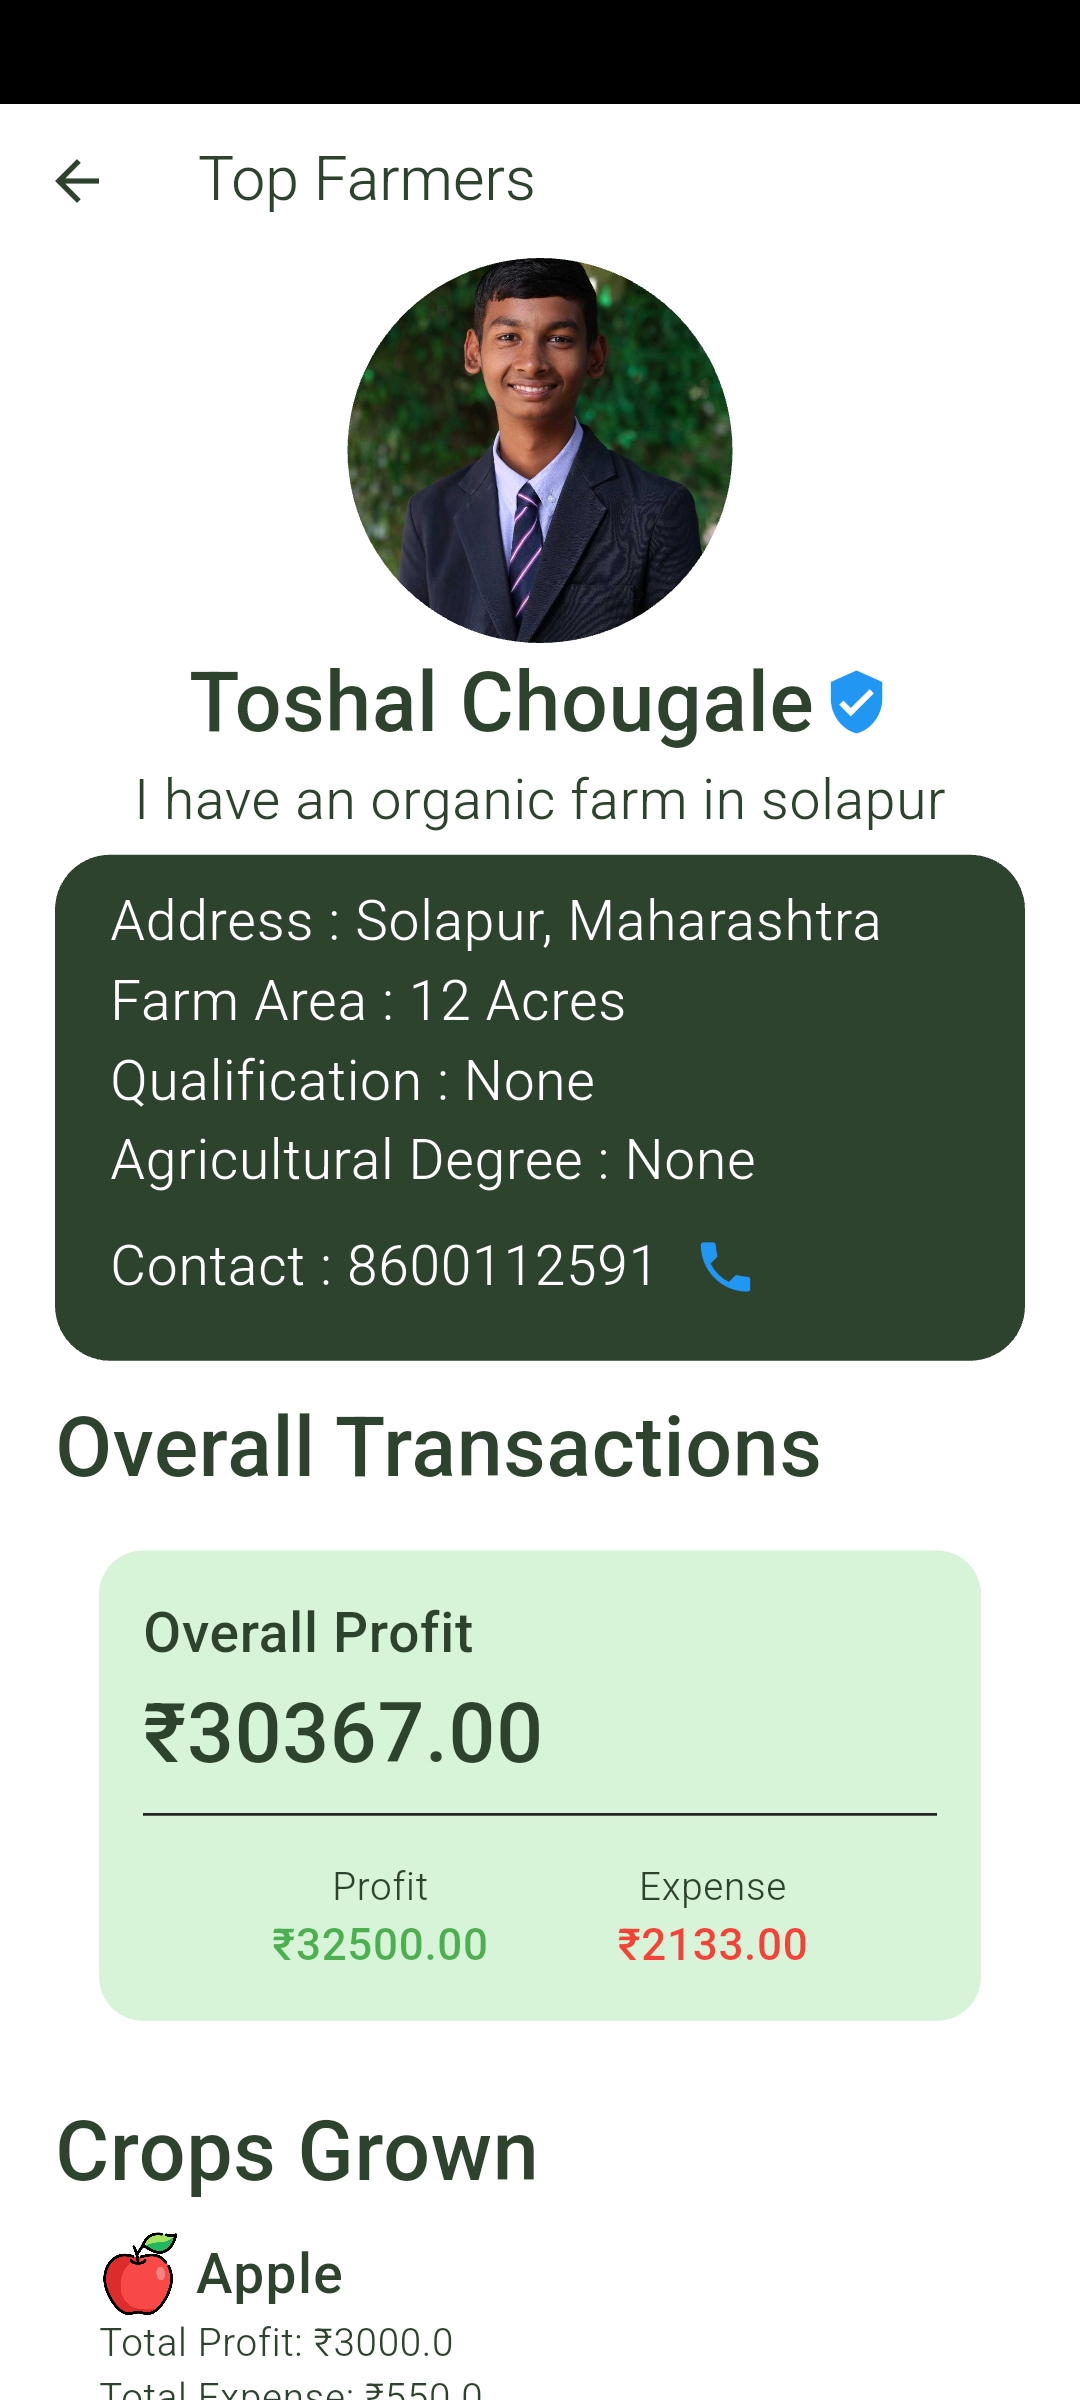 Top Farmers
Toshal Chougale
I have an organic farm in solapur
Address : Solapur, Maharashtra
Farm Area : 12 Acres
Qualification : None
Agricultural Degree : None
Contact : 8600112591
Overall Transactions
Overall Profit
₹30367.00
Profit Expense
₹32500.00 ₹2133.00
Crops Grown
Apple
Total Profit: ₹3000.0
Total Expense: ₹550.0